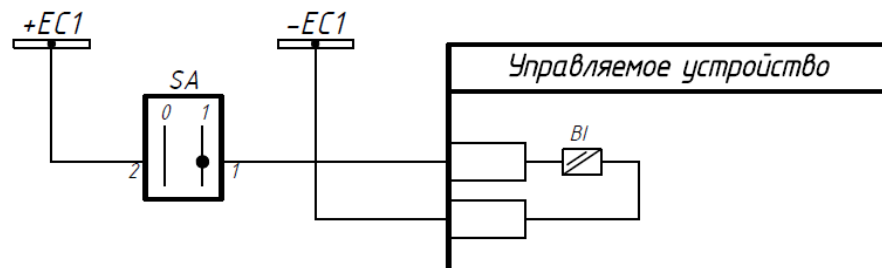 +EC1
-EC1
Управляемое устройство
SA
0 1
BI
2
1